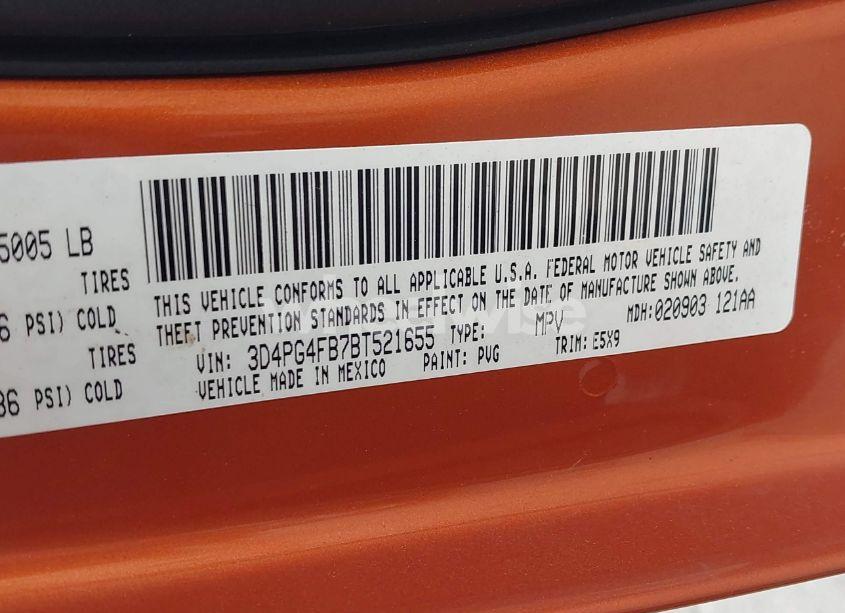 5005 LB
TIRES
6 PSI) COLD
TIRES
36 PSI) COLD
THIS VEHICLE CONFORMS TO ALL APPLICABLE U.S.A. FEDERAL MOTOR VEHICLE SAFETY AND
THEFT PREVENTION STANDARDS IN EFFECT ON THE DATE OF MANUFACTURE SHOWN ABOVE.
VIN: 3D4PG4FB7BT521655 TYPE: MPV MDH:020903 121AA
VEHICLE MADE IN MEXICO PAINT: PVG TRIM: E5X9